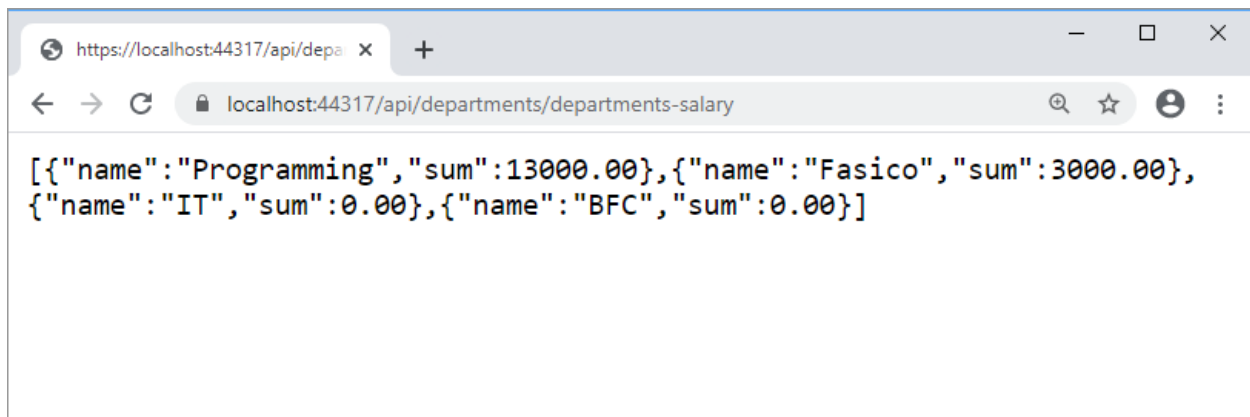 https://localhost:44317/api/depa
localhost:44317/api/departments/departments-salary
[{"name":"Programming","sum":13000.00},{"name":"Fasico","sum":3000.00},
{"name":"IT","sum":0.00},{"name":"BFC","sum":0.00}]